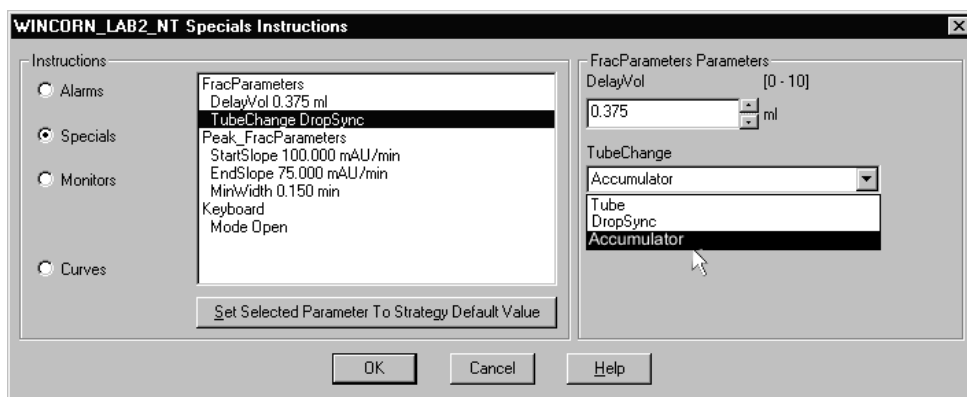 WINCORN_LAB2_NT Specials Instructions
Instructions
Alarms
Specials
Monitors
Curves
FracParameters
DelayVol 0.375 ml
TubeChange DropSync
Peak_FracParameters
StartSlope 100.000 mAU/min
EndSlope 75.000 mAU/min
MinWidth 0.150 min
Keyboard
Mode Open
Set Selected Parameter To Strategy Default Value
FracParameters Parameters
DelayVol [0 - 10]
0.375 ml
TubeChange
Accumulator
Tube
DropSync
Accumulator
OK Cancel Help